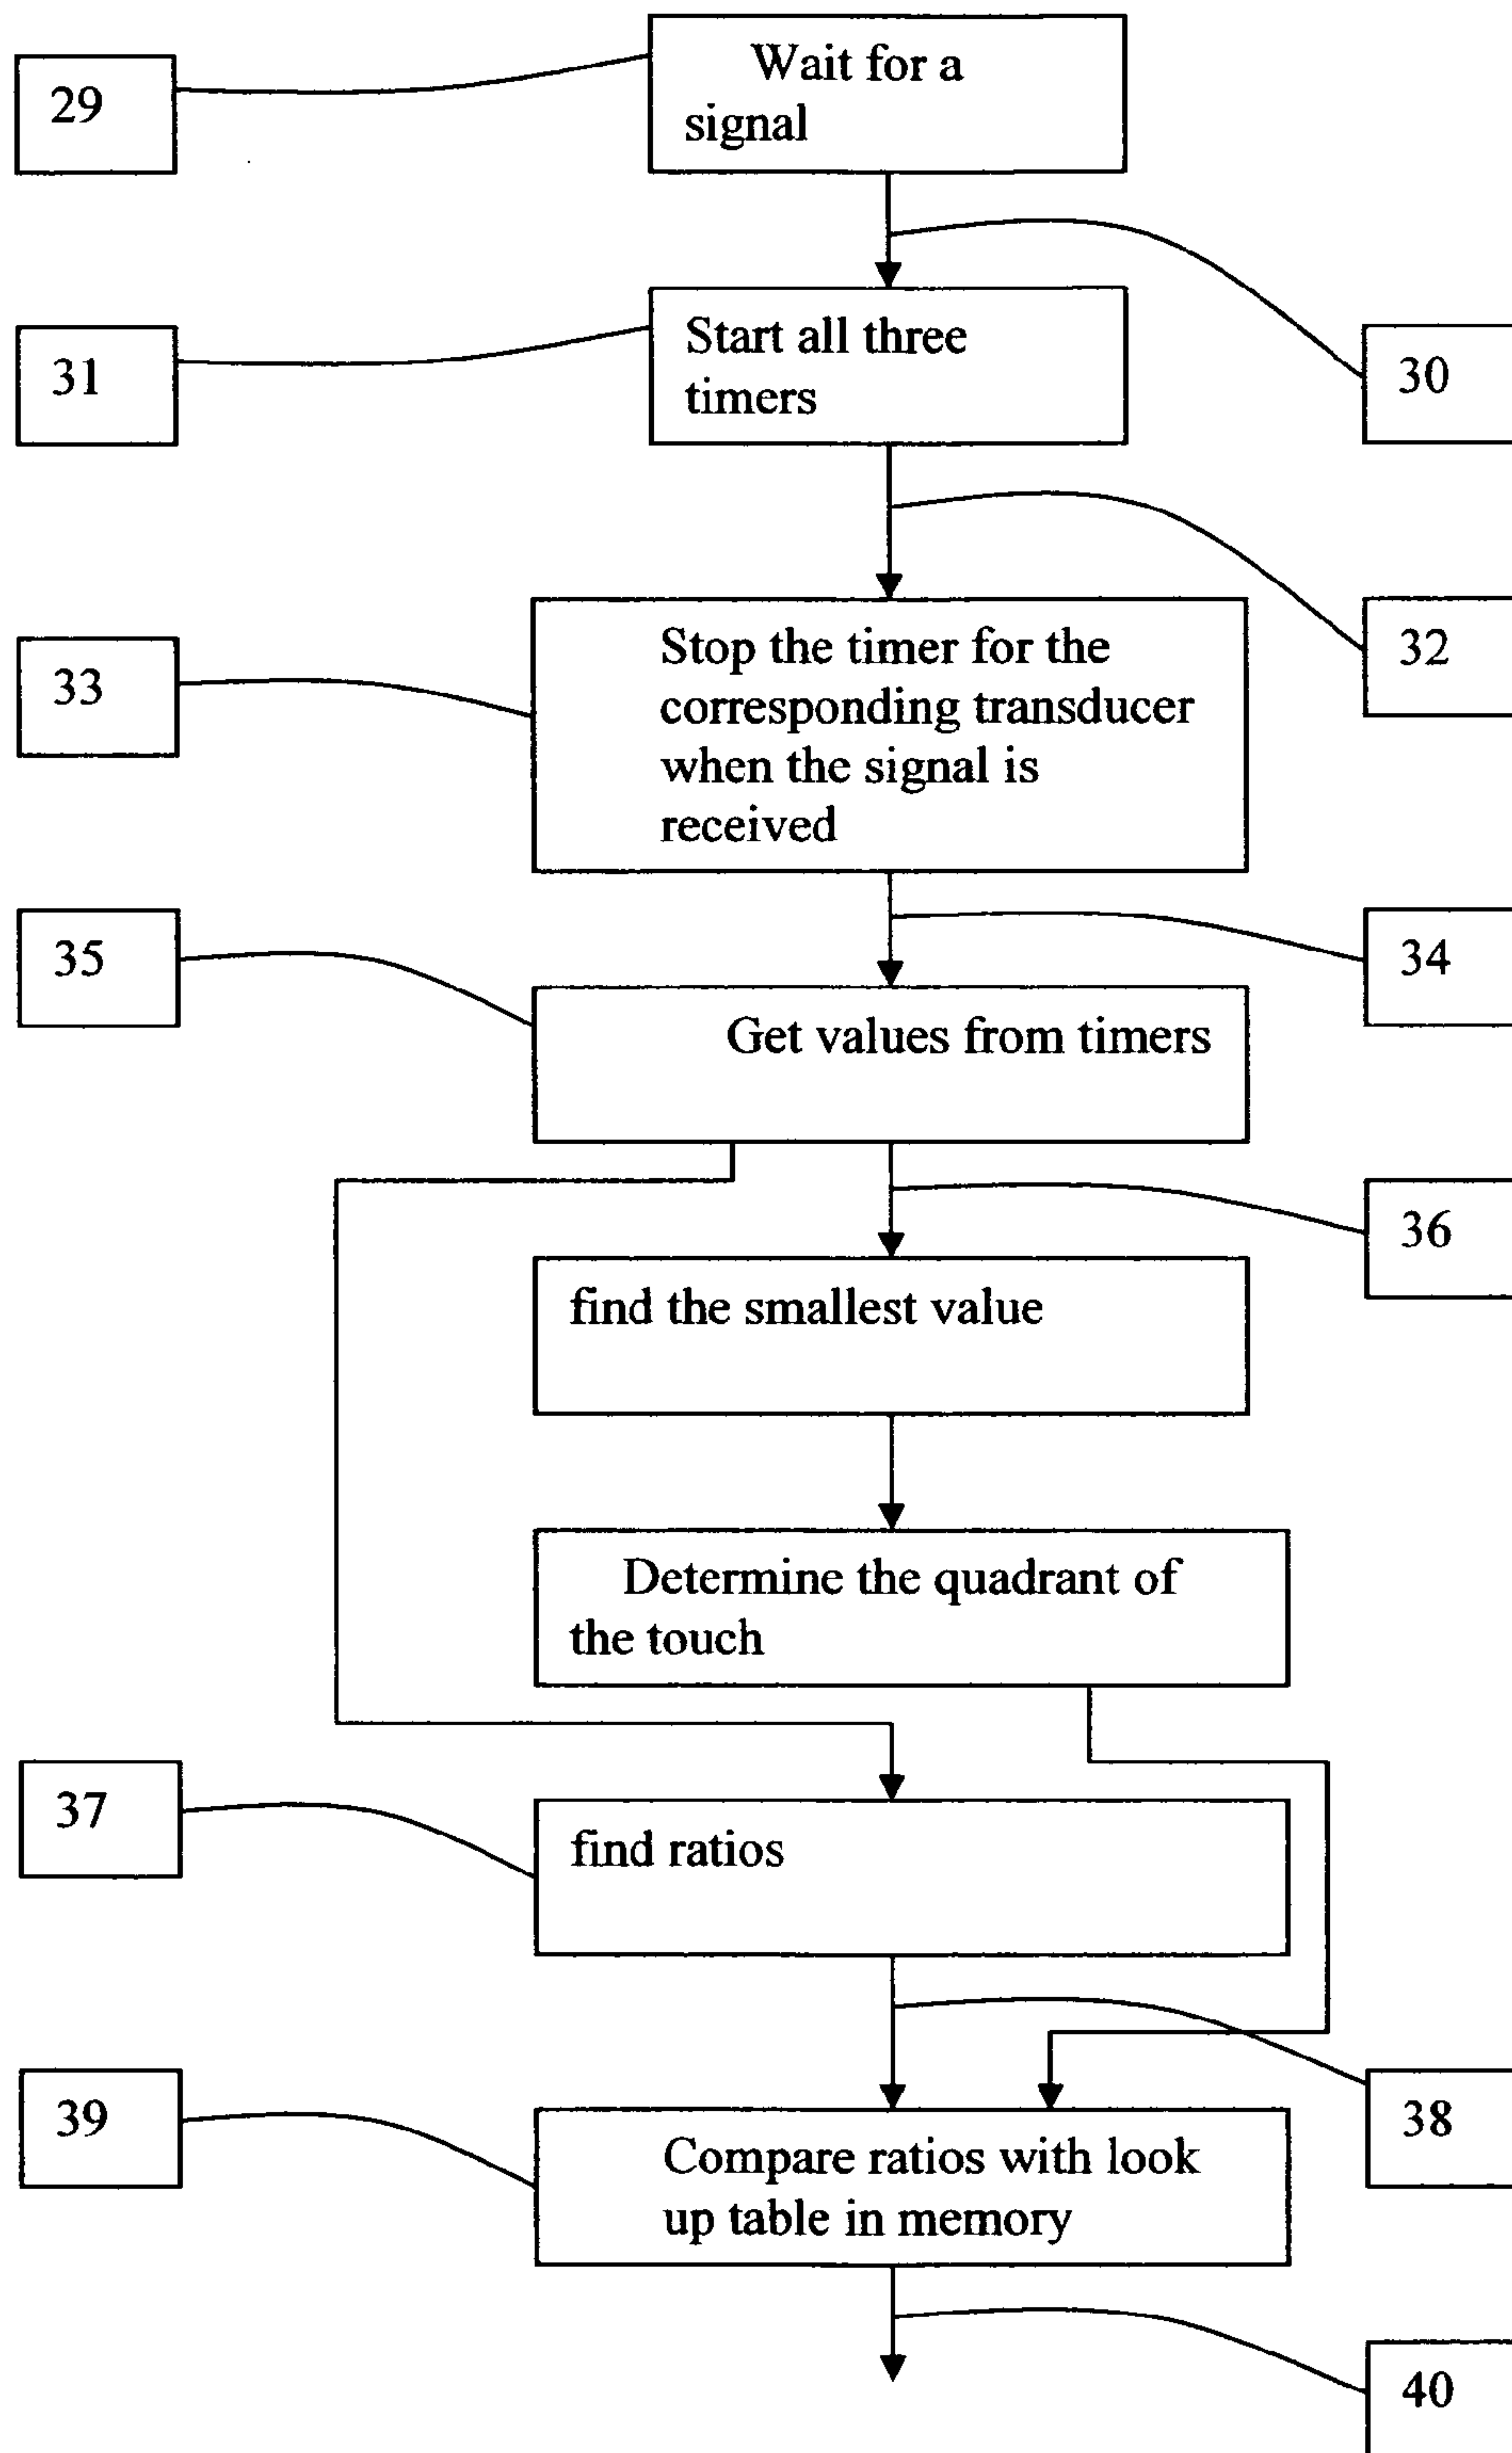 Wait for a
signal
29
Start all three
timers
31
30
Stop the timer for the
corresponding transducer
when the signal is
received
33
32
35
34
Get values from timers
36
find the smallest value
Determine the quadrant of
the touch
37
find ratios
39
38
Compare ratios with look
up table in memory
40